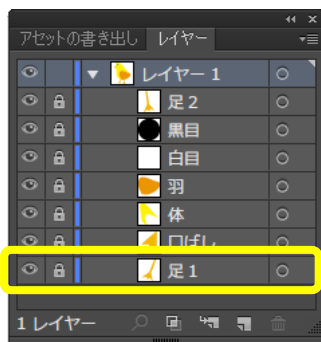 アセットの書き出し レイヤー
レイヤー 1
足2
黒目
白目
羽
体
口ばし
足1
1 レイヤー